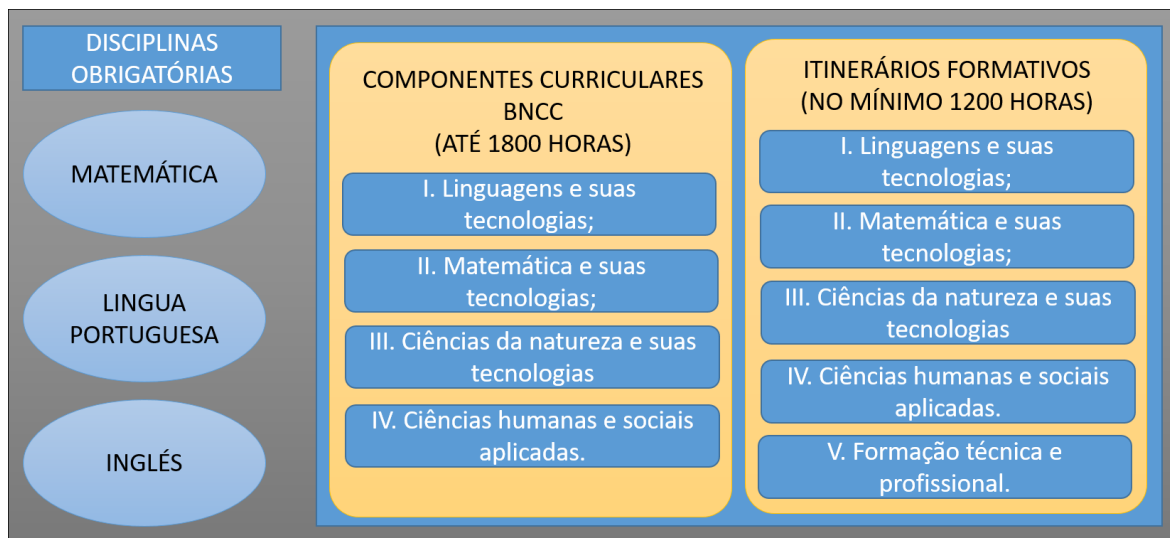 DISCIPLINAS
OBRIGATÓRIAS
MATEMÁTICA
LINGUA
PORTUGUESA
INGLÉS
COMPONENTES CURRICULARES
BNCC
(ATÉ 1800 HORAS)
I. Linguagens e suas
tecnologias;
II. Matemática e suas
tecnologias;
III. Ciências da natureza e suas
tecnologias
IV. Ciências humanas e sociais
aplicadas.
ITINERÁRIOS FORMATIVOS
(NO MÍNIMO 1200 HORAS)
I. Linguagens e suas
tecnologias;
II. Matemática e suas
tecnologias;
III. Ciências da natureza e suas
tecnologias
IV. Ciências humanas e sociais
aplicadas.
V. Formação técnica e
profissional.